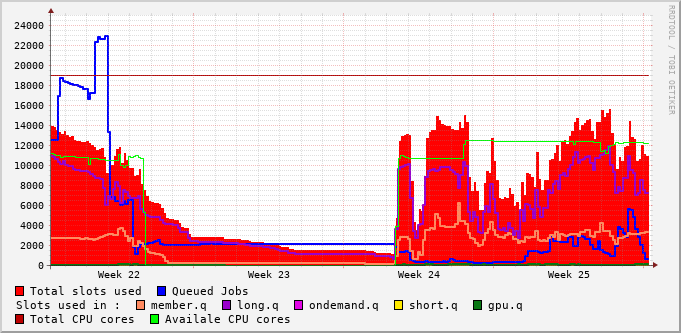 RRDTOOL / TOBI OETIKER
24000
22000
20000
18000
16000
14000
12000
10000
8000
6000
4000
2000
0
Week 22 Week 23 Week 24 Week 25
Total slots used Queued Jobs
Slots used in : member.q long.q ondemand.q short.q gpu.q
Total CPU cores Availale CPU cores